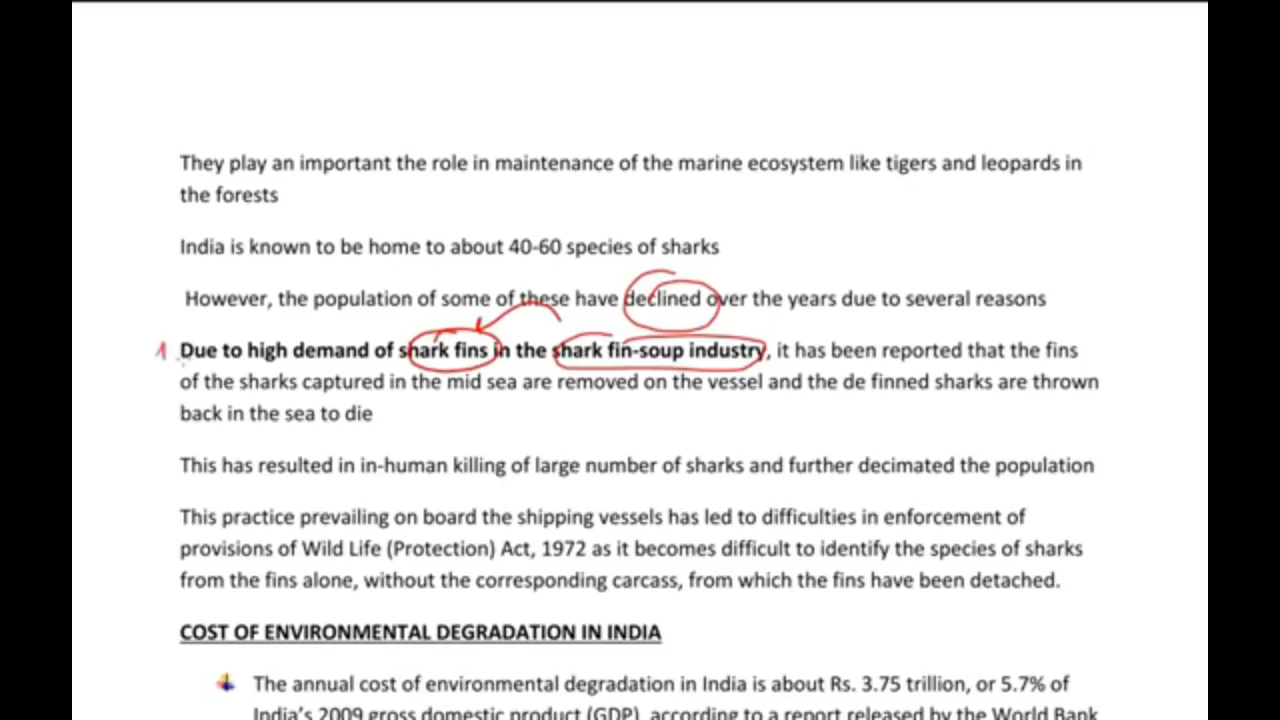 They play an important the role in maintenance of the marine ecosystem like tigers and leopards in
the forests
India is known to be home to about 40-60 species of sharks
However, the population of some of these have declined over the years due to several reasons
1 Due to high demand of shark fins in the shark fin-soup industry, it has been reported that the fins
of the sharks captured in the mid sea are removed on the vessel and the de finned sharks are thrown
back in the sea to die
This has resulted in in-human killing of large number of sharks and further decimated the population
This practice prevailing on board the shipping vessels has led to difficulties in enforcement of
provisions of Wild Life (Protection) Act, 1972 as it becomes difficult to identify the species of sharks
from the fins alone, without the corresponding carcass, from which the fins have been detached.
COST OF ENVIRONMENTAL DEGRADATION IN INDIA
The annual cost of environmental degradation in India is about Rs. 3.75 trillion, or 5.7% of
India's 2009 gross domestic product (GDP), according to a report released by the World Bank